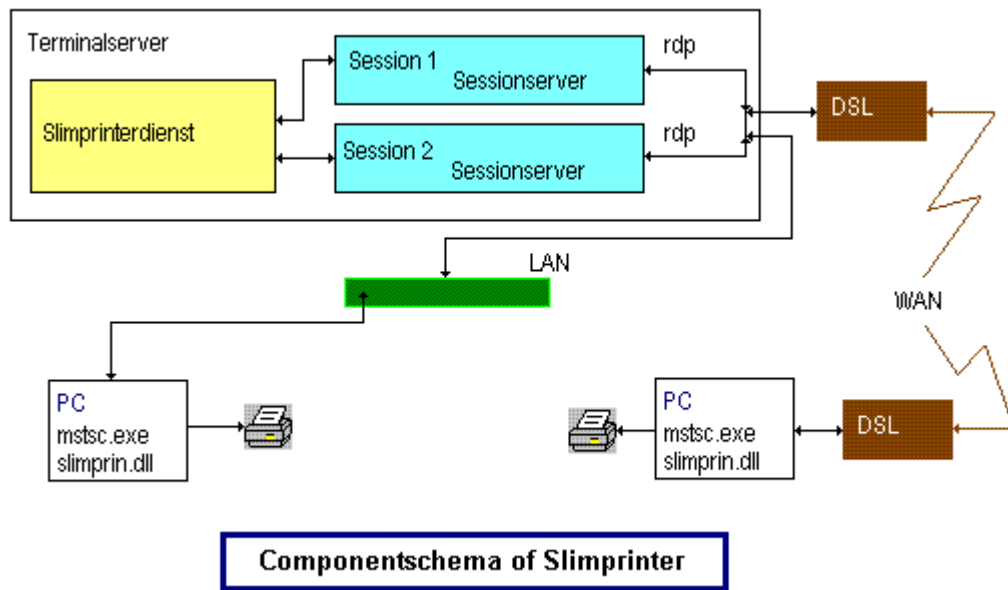 Terminalserver
Slimprinterdienst
Session 1
Sessionserver
Session 2
Sessionserver
rdp
rdp
DSL
LAN
WAN
PC
mstsc.exe
slimprin.dll
PC
mstsc.exe
slimprin.dll
DSL
Componentschema of Slimprinter